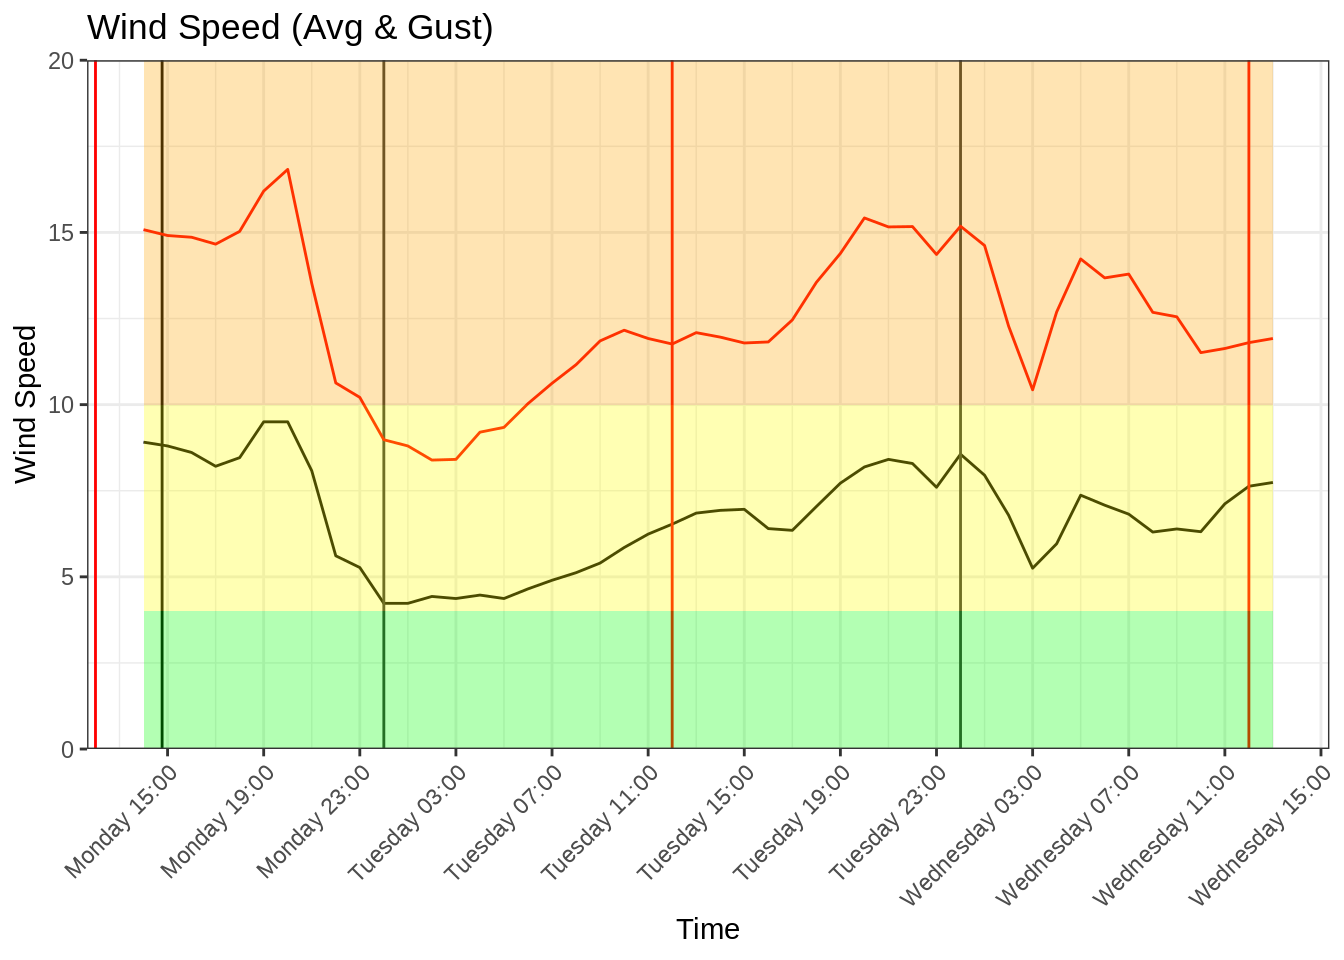 Wind Speed (Avg & Gust)
20
15
10
5
0
Wind Speed
Monday 15:00
Monday 19:00
Monday 23:00
Tuesday 03:00
Tuesday 07:00
Tuesday 11:00
Tuesday 15:00
Tuesday 19:00
Tuesday 23:00
Wednesday 03:00
Wednesday 07:00
Wednesday 11:00
Wednesday 15:00
Time